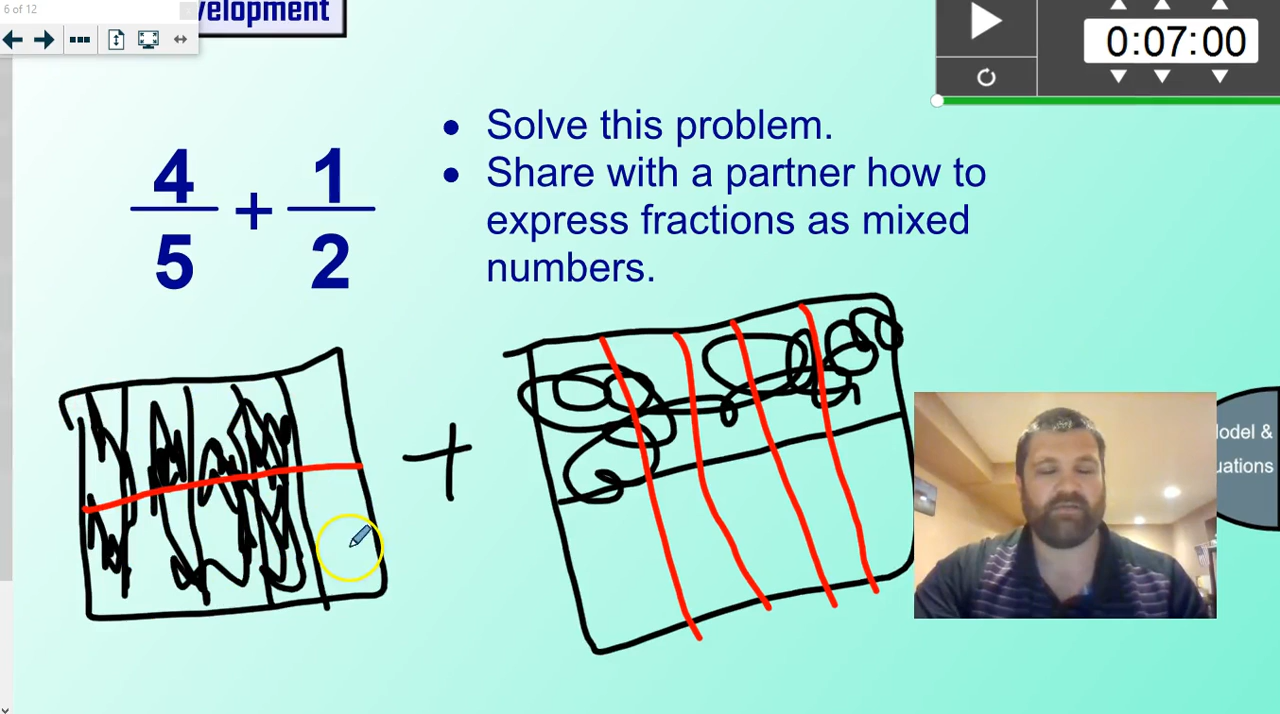 6 of 12
velopment
0:07:00
4/5 + 1/2
• Solve this problem.
• Share with a partner how to
express fractions as mixed
numbers.
+
odel &
uations